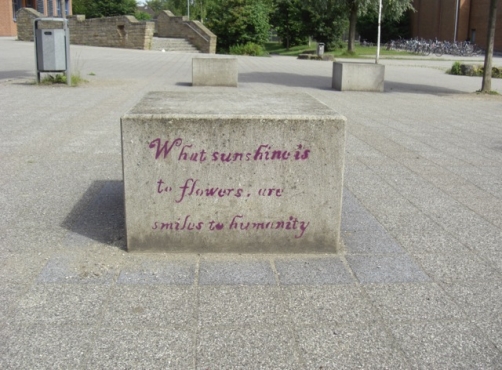 What sunshine is
to flowers, are
smiles to humanity